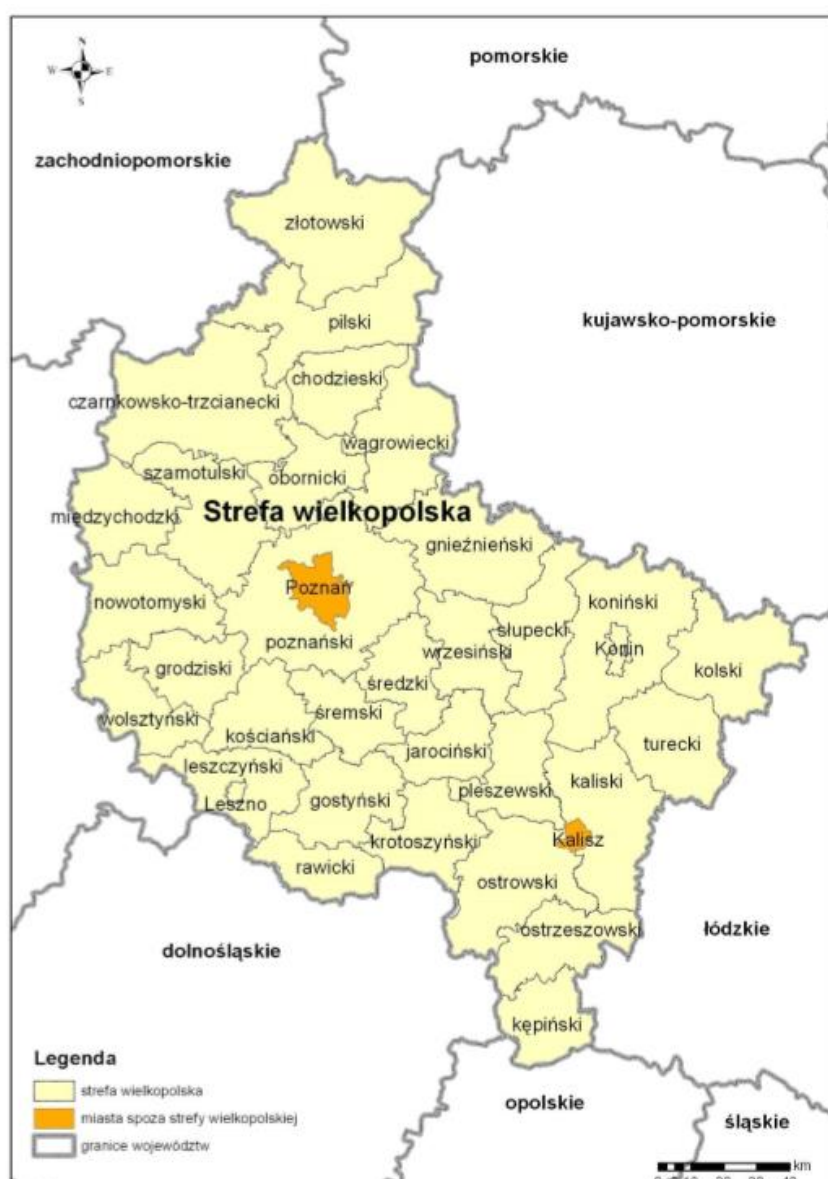 N
W E
S
pomorskie
zachodniopomorskie
złotowski
kujawsko-pomorskie
pilski
chodzieski
czarnkowsko-trzcianecki
wągrowiecki
szamotulski
obornicki
Strefa wielkopolska
międzychodzki
gnieźnieński
Poznań
nowotomyski
koniński
słupecki
poznański
wrzesiński
Konin
grodziski
średzki
kolski
wolsztyński
śremski
kościański
jarociński
turecki
leszczyński
kaliski
pleszewski
Leszno
gostyński
krotoszyński
Kalisz
rawicki
ostrowski
ostrzeszowski
łódzkie
dolnośląskie
kępiński
Legenda
strefa wielkopolska
miasta spoza strefy wielkopolskiej
granice województw
opolskie
śląskie
km